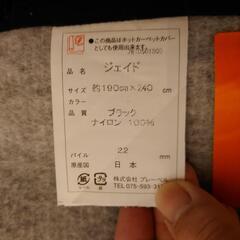 ●この商品はホットカーペットカバー
としても使用出来ます。
品名 ジェイド
サイズ 約190cm×240 cm
カラー ブラック
品質 ナイロン 100%
パイル 22 mm
原産国 日本
株式会社 プレーベル
TEL 075-593-31